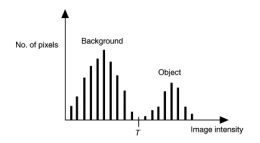 Background
No. of pixels
Object
Image intensity
T